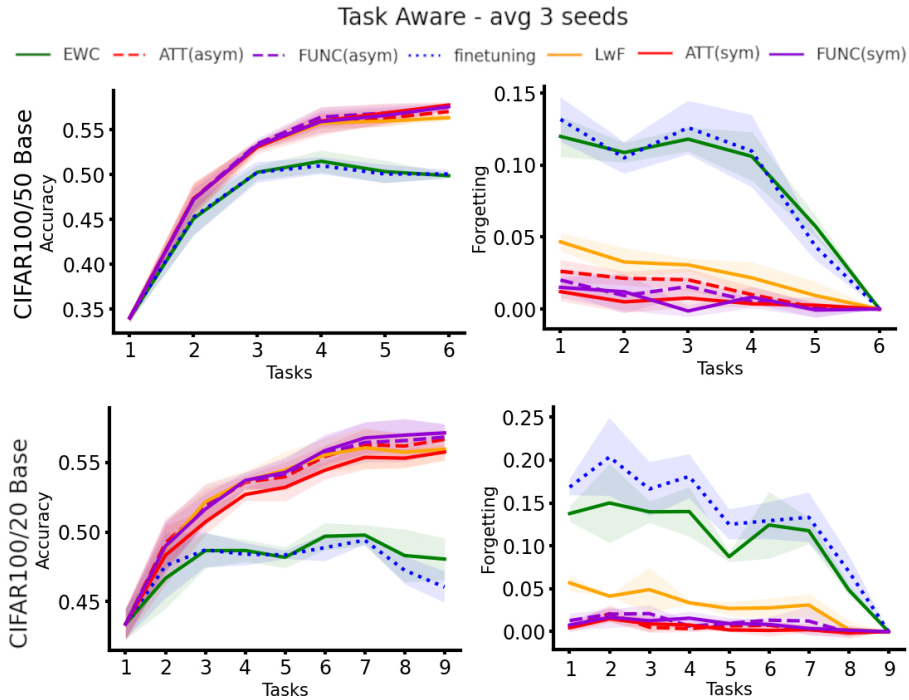 Task Aware - avg 3 seeds
EWC ATT(asym) FUNC(asym) finetuning LwF ATT(sym) FUNC(sym)
CIFAR100/50 Base
Accuracy
0.55
0.50
0.45
0.40
0.35
1 2 3 4 5 6
Tasks
Forgetting
0.15
0.10
0.05
0.00
1 2 3 4 5 6
Tasks
CIFAR100/20 Base
Accuracy
0.55
0.50
0.45
1 2 3 4 5 6 7 8 9
Tasks
Forgetting
0.25
0.20
0.15
0.10
0.05
0.00
1 2 3 4 5 6 7 8 9
Tasks